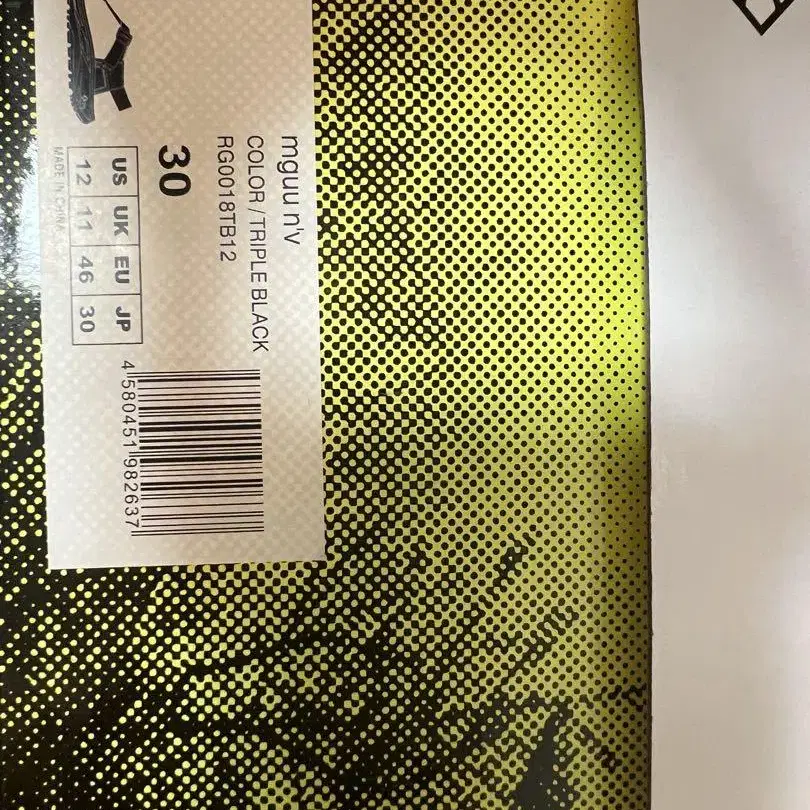 mguu n'v
COLOR / TRIPLE BLACK
RG0018TB12
30
US UK EU JP
12 11 46 30
MADE IN CHINA
4 580451 982637